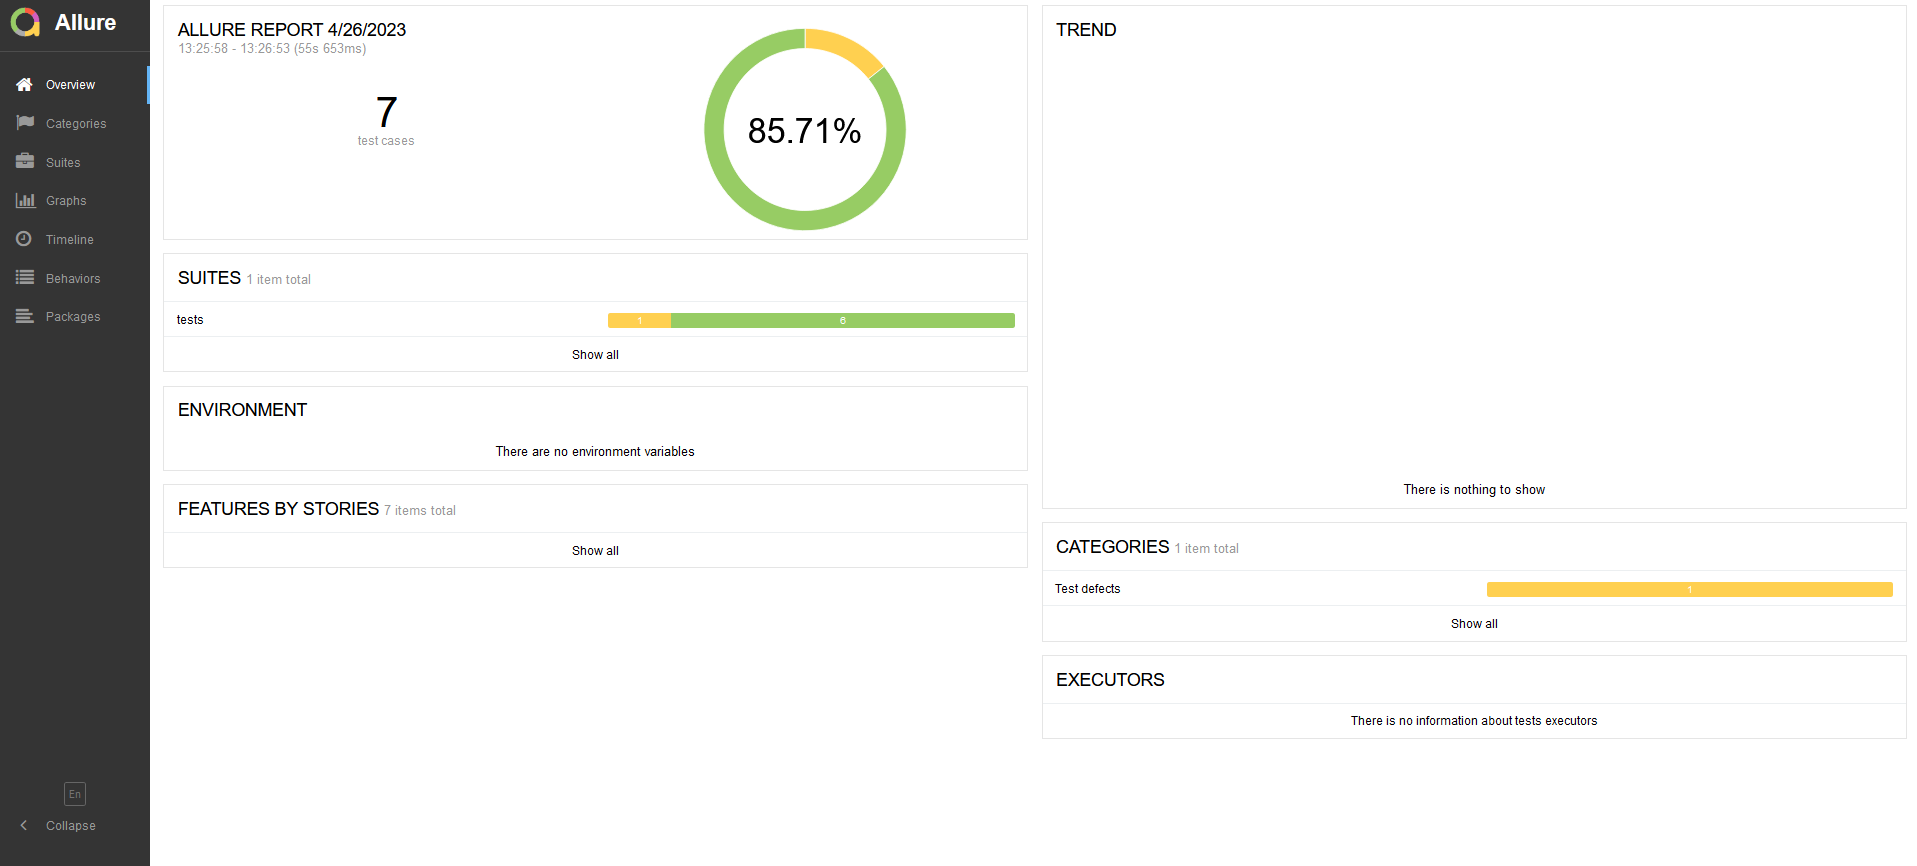 Allure
Overview
Categories
Suites
Graphs
Timeline
Behaviors
Packages
En
Collapse
ALLURE REPORT 4/26/2023
13:25:58 - 13:26:53 (55s 653ms)
7
test cases
85.71%
SUITES 1 item total
tests 1 6
Show all
ENVIRONMENT
There are no environment variables
FEATURES BY STORIES 7 items total
Show all
TREND
There is nothing to show
CATEGORIES 1 item total
Test defects 1
Show all
EXECUTORS
There is no information about tests executors